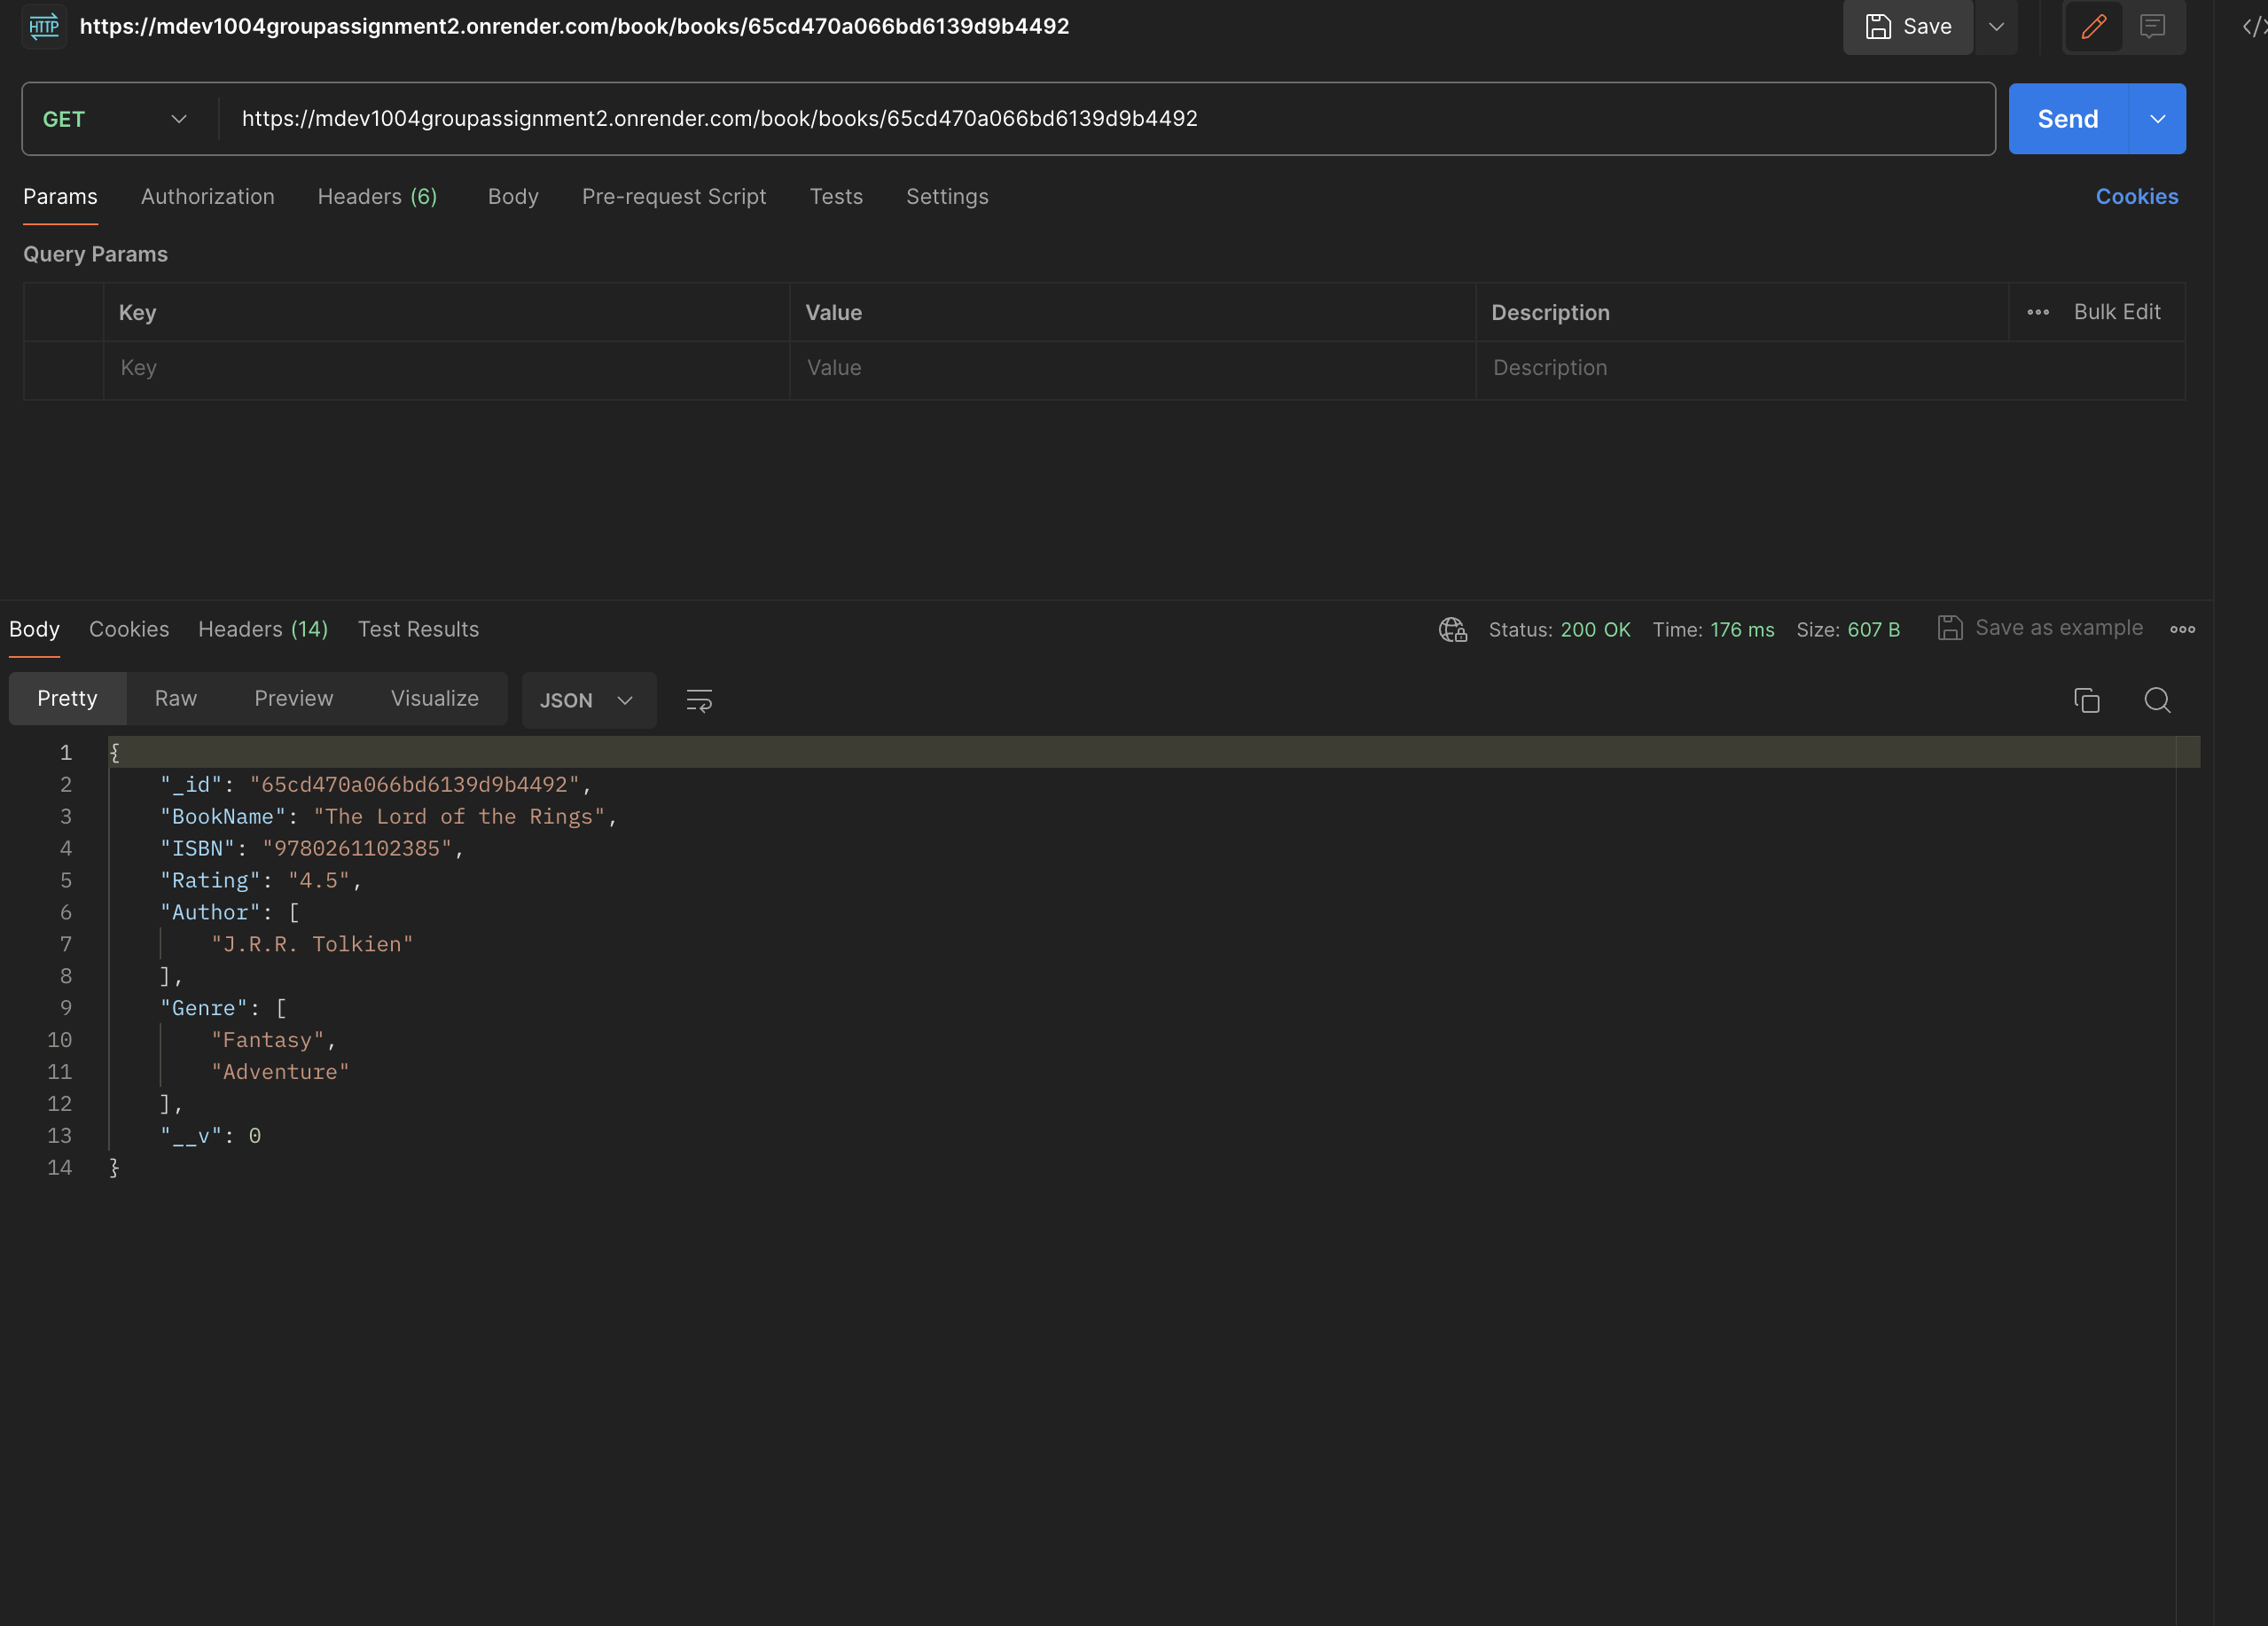 HTTP https://mdev1004groupassignment2.onrender.com/book/books/65cd470a066bd6139d9b4492 Save
GET https://mdev1004groupassignment2.onrender.com/book/books/65cd470a066bd6139d9b4492 Send
Params Authorization Headers (6) Body Pre-request Script Tests Settings Cookies
Query Params
Key Value Description Bulk Edit
Key Value Description
Body Cookies Headers (14) Test Results Status: 200 OK Time: 176 ms Size: 607 B Save as example
Pretty Raw Preview Visualize JSON
1 {
2 "_id": "65cd470a066bd6139d9b4492",
3 "BookName": "The Lord of the Rings",
4 "ISBN": "9780261102385",
5 "Rating": "4.5",
6 "Author": [
7 "J.R.R. Tolkien"
8 ],
9 "Genre": [
10 "Fantasy",
11 "Adventure"
12 ],
13 "__v": 0
14 }